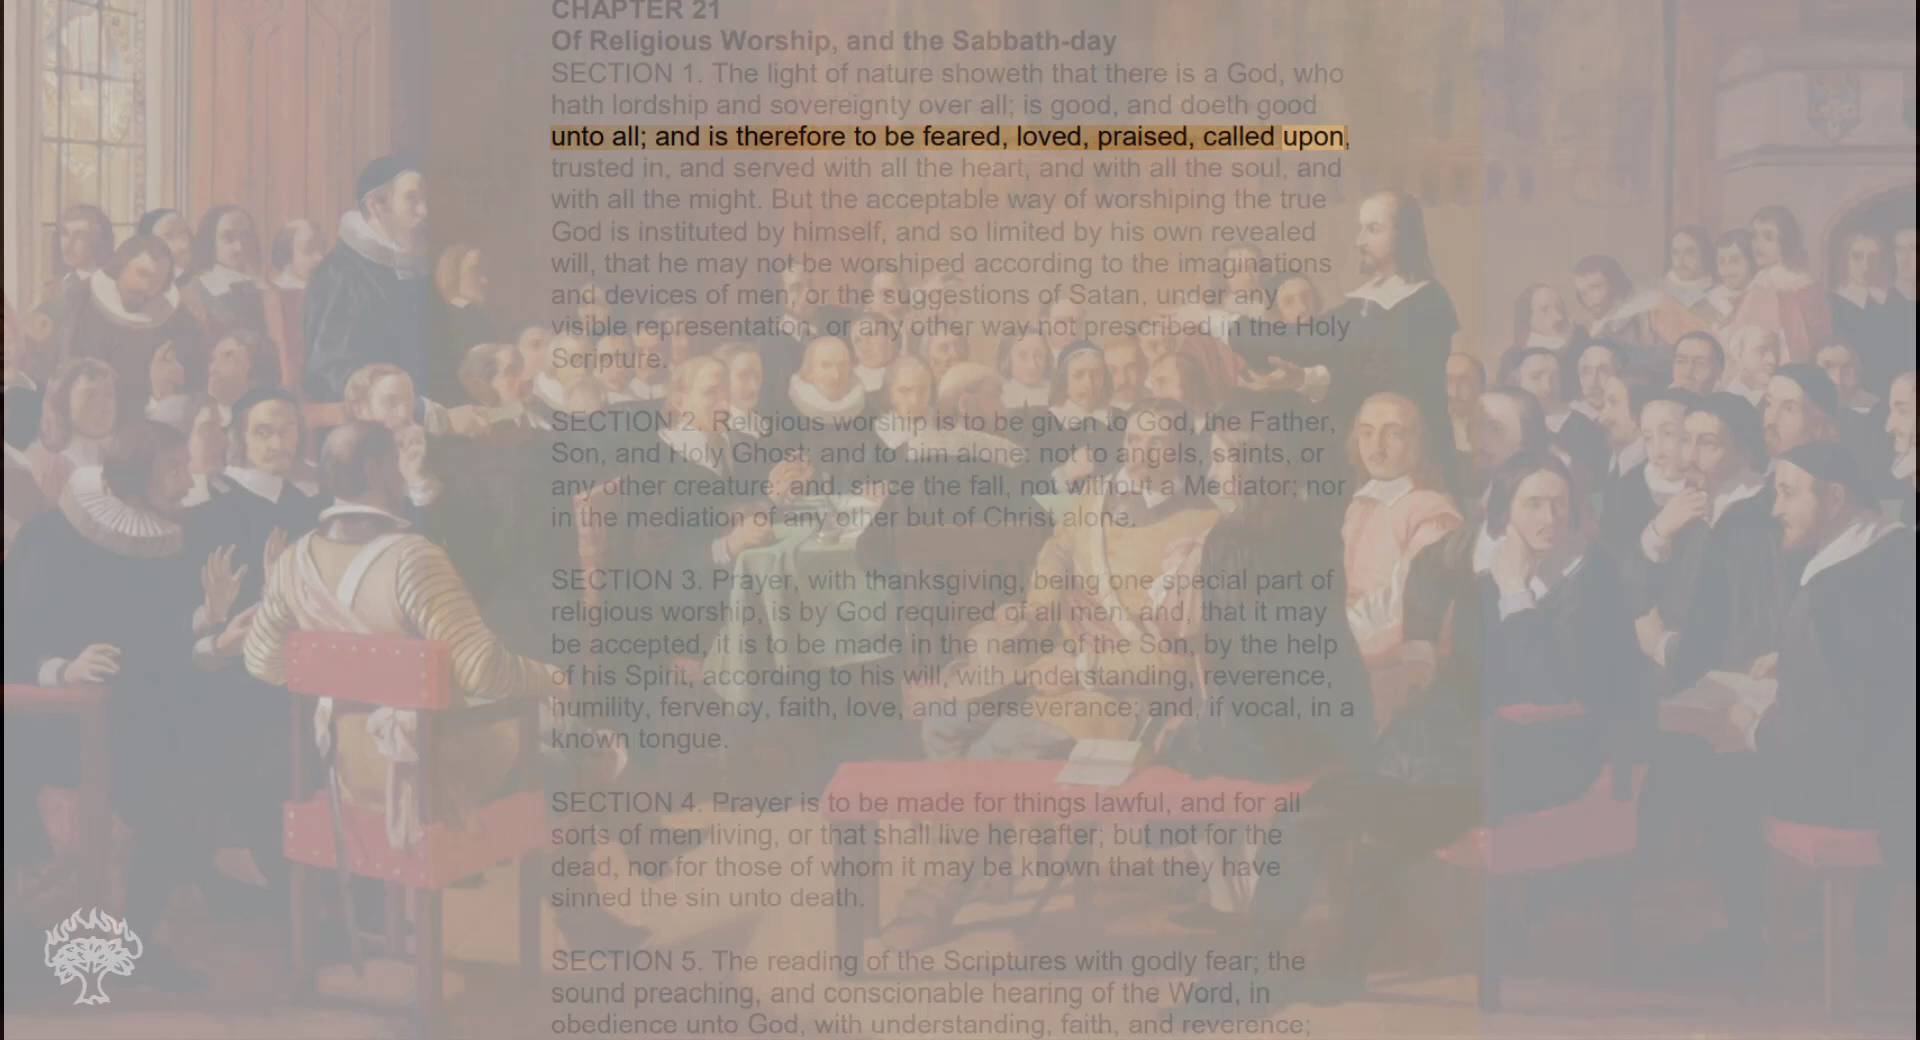 CHAPTER 21
Of Religious Worship, and the Sabbath-day
SECTION 1. The light of nature showeth that there is a God, who
hath lordship and sovereignty over all; is good, and doeth good
unto all; and is therefore to be feared, loved, praised, called upon,
trusted in, and served with all the heart, and with all the soul, and
with all the might. But the acceptable way of worshiping the true
God is instituted by himself, and so limited by his own revealed
will, that he may not be worshiped according to the imaginations
and devices of men, or the suggestions of Satan, under any
visible representation, or any other way not prescribed in the Holy
Scripture.
SECTION 2. Religious worship is to be given to God, the Father,
Son, and Holy Ghost; and to him alone: not to angels, saints, or
any other creature: and, since the fall, not without a Mediator; nor
in the mediation of any other but of Christ alone.
SECTION 3. Prayer, with thanksgiving, being one special part of
religious worship, is by God required of all men: and, that it may
be accepted, it is to be made in the name of the Son, by the help
of his Spirit, according to his will, with understanding, reverence,
humility, fervency, faith, love, and perseverance; and, if vocal, in a
known tongue.
SECTION 4. Prayer is to be made for things lawful, and for all
sorts of men living, or that shall live hereafter; but not for the
dead, nor for those of whom it may be known that they have
sinned the sin unto death.
SECTION 5. The reading of the Scriptures with godly fear; the
sound preaching, and conscionable hearing of the Word, in
obedience unto God, with understanding, faith, and reverence;